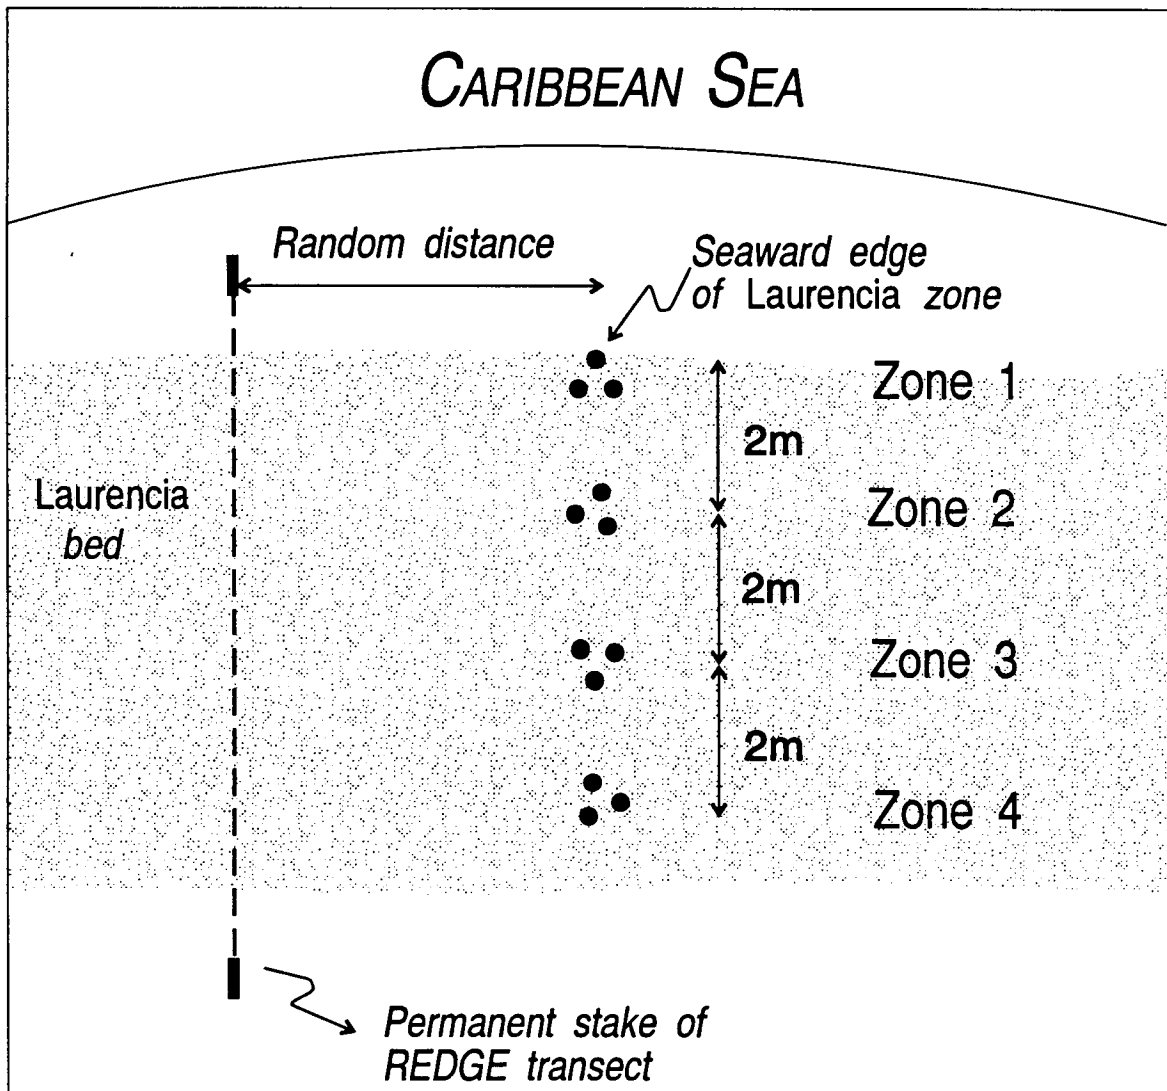 CARIBBEAN SEA
Random distance
Seaward edge
of Laurencia zone
Zone 1
2m
Laurencia
bed
Zone 2
2m
Zone 3
2m
Zone 4
Permanent stake of
REDGE transect